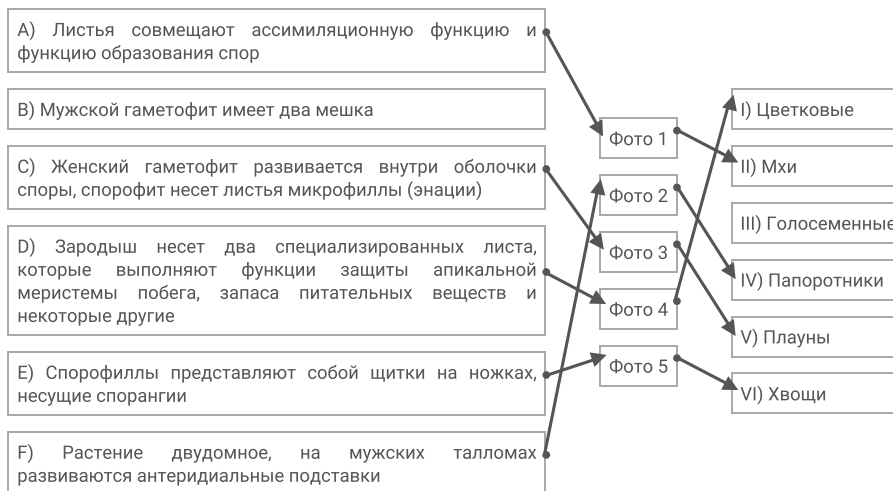 A) Листья совмещают ассимиляционную функцию и
функцию образования спор
B) Мужской гаметофит имеет два мешка
C) Женский гаметофит развивается внутри оболочки
споры, спорофит несет листья микрофиллы (энации)
D) Зародыш несет два специализированных листа,
которые выполняют функции защиты апикальной
меристемы побега, запаса питательных веществ и
некоторые другие
E) Спорофиллы представляют собой щитки на ножках,
несущие спорангии
F) Растение двудомное, на мужских талломах
развиваются антеридиальные подставки
Фото 1
Фото 2
Фото 3
Фото 4
Фото 5
I) Цветковые
II) Мхи
III) Голосеменные
IV) Папоротники
V) Плауны
VI) Хвощи